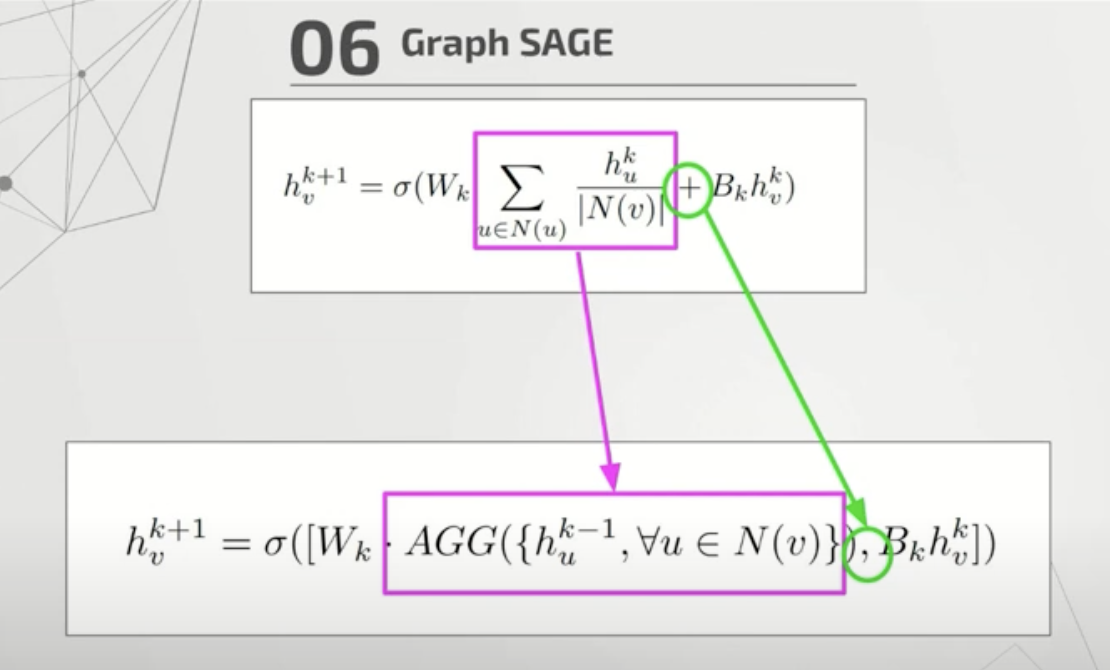 06 Graph SAGE
$h_v^{k+1} = \sigma(W_k \sum_{u \in N(u)} \frac{h_u^k}{|N(v)|} + B_k h_v^k)$
$h_v^{k+1} = \sigma([W_k \cdot AGG(\{h_u^{k-1}, \forall u \in N(v)\}), B_k h_v^k])$